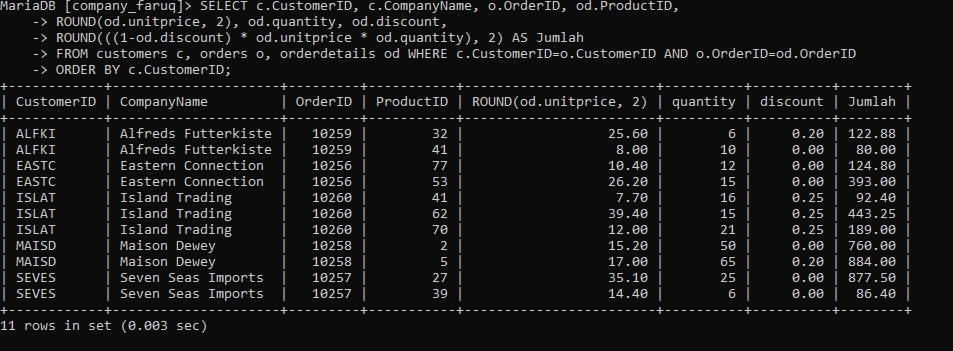 MariaDB [company_faruq]> SELECT c.CustomerID, c.CompanyName, o.OrderID, od.ProductID,
    -> ROUND(od.unitprice, 2), od.quantity, od.discount,
    -> ROUND(((1-od.discount) * od.unitprice * od.quantity), 2) AS Jumlah
    -> FROM customers c, orders o, orderdetails od WHERE c.CustomerID=o.CustomerID AND o.OrderID=od.OrderID
    -> ORDER BY c.CustomerID;
+------------+--------------------+---------+-----------+------------------------+----------+----------+--------+
| CustomerID | CompanyName        | OrderID | ProductID | ROUND(od.unitprice, 2) | quantity | discount | Jumlah |
+------------+--------------------+---------+-----------+------------------------+----------+----------+--------+
| ALFKI      | Alfreds Futterkiste |   10259 |        32 |                  25.60 |        6 |     0.20 | 122.88 |
| ALFKI      | Alfreds Futterkiste |   10259 |        41 |                   8.00 |       10 |     0.00 |  80.00 |
| EASTC      | Eastern Connection |   10256 |        77 |                  10.40 |       12 |     0.00 | 124.80 |
| EASTC      | Eastern Connection |   10256 |        53 |                  26.20 |       15 |     0.00 | 393.00 |
| ISLAT      | Island Trading     |   10260 |        41 |                   7.70 |       16 |     0.25 |  92.40 |
| ISLAT      | Island Trading     |   10260 |        62 |                  39.40 |       15 |     0.25 | 443.25 |
| ISLAT      | Island Trading     |   10260 |        70 |                  12.00 |       21 |     0.25 | 189.00 |
| MAISD      | Maison Dewey       |   10258 |         2 |                  15.20 |       50 |     0.00 | 760.00 |
| MAISD      | Maison Dewey       |   10258 |         5 |                  17.00 |       65 |     0.20 | 884.00 |
| SEVES      | Seven Seas Imports |   10257 |        27 |                  35.10 |       25 |     0.00 | 877.50 |
| SEVES      | Seven Seas Imports |   10257 |        39 |                  14.40 |        6 |     0.00 |  86.40 |
+------------+--------------------+---------+-----------+------------------------+----------+----------+--------+
11 rows in set (0.003 sec)